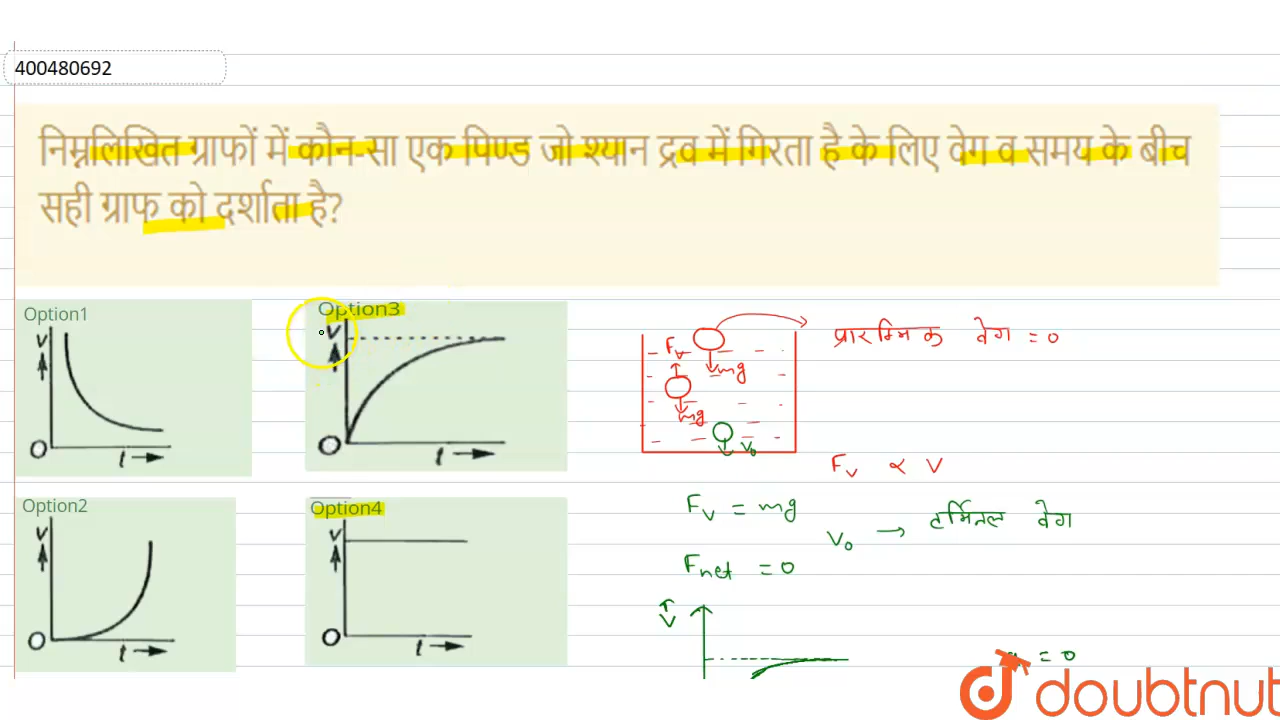 400480692
निम्नलिखित ग्राफों में कौन-सा एक पिण्ड जो श्यान द्रव में गिरता है के लिए वेग व समय के बीच
सही ग्राफ को दर्शाता है?
Option1
V
O
t
Option3
V
O
t
Option2
V
O
t
Option4
V
O
t
प्रारम्भिक वेग = 0
Fv
mg
mg
V₀
Fv ∝ V
Fv = mg
V₀ → टर्मिनल वेग
Fnet = 0
V
= 0
doubtnut